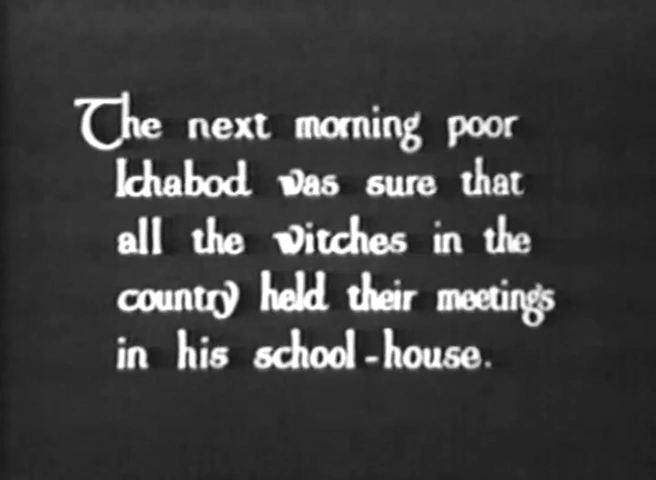 The next morning poor
Ichabod was sure that
all the witches in the
country held their meetings
in his school-house.